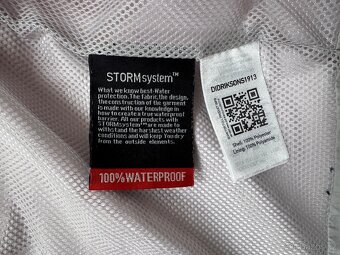 STORMsystem™
What we know best-Water
protection. The fabric, the design,
the construction of the garment
is made with our knowledge in
how to create a true waterproof
barrier. All our products with
STORMsystem™ are made to
withstand the harshest weather
conditions and will keep You dry
from the outside elements.
100% WATERPROOF
DIDRIKSONS1913
Shell: 100% Polyester
Lining: 100% Polyamide